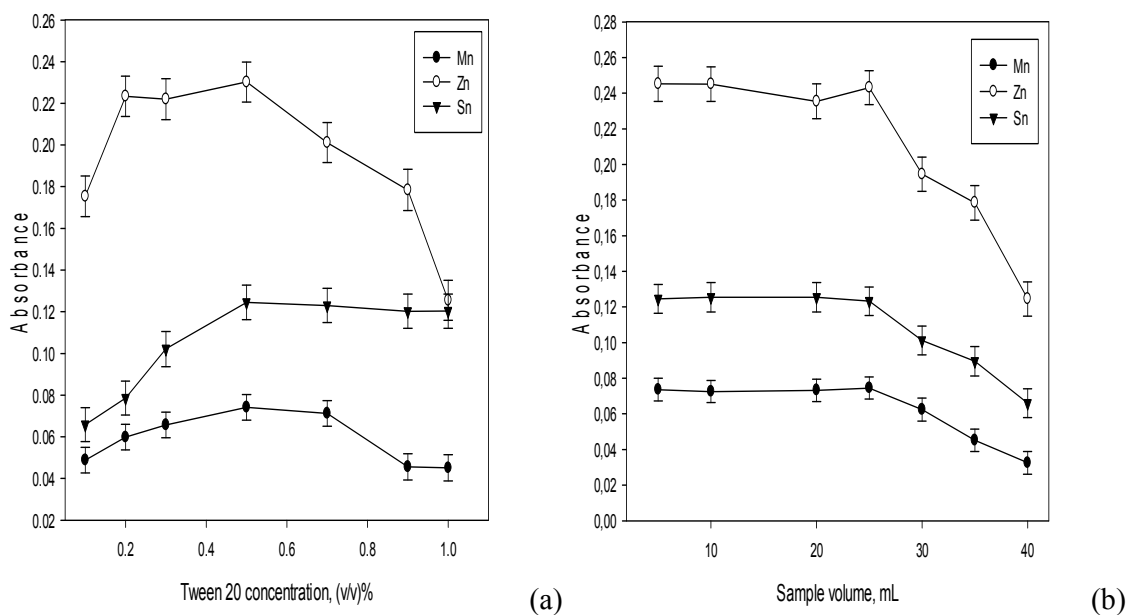 0.26
0.24
0.22
0.20
0.18
0.16
0.14
0.12
0.10
0.08
0.06
0.04
0.02
Absorbance
Mn
Zn
Sn
0.2 0.4 0.6 0.8 1.0
Tween 20 concentration, (v/v)%
(a)
0,28
0,26
0,24
0,22
0,20
0,18
0,16
0,14
0,12
0,10
0,08
0,06
0,04
0,02
0,00
Absorbance
Mn
Zn
Sn
10 20 30 40
Sample volume, mL
(b)